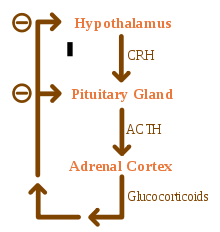 Hypothalamus
CRH
Pituitary Gland
ACTH
Adrenal Cortex
Glucocorticoids